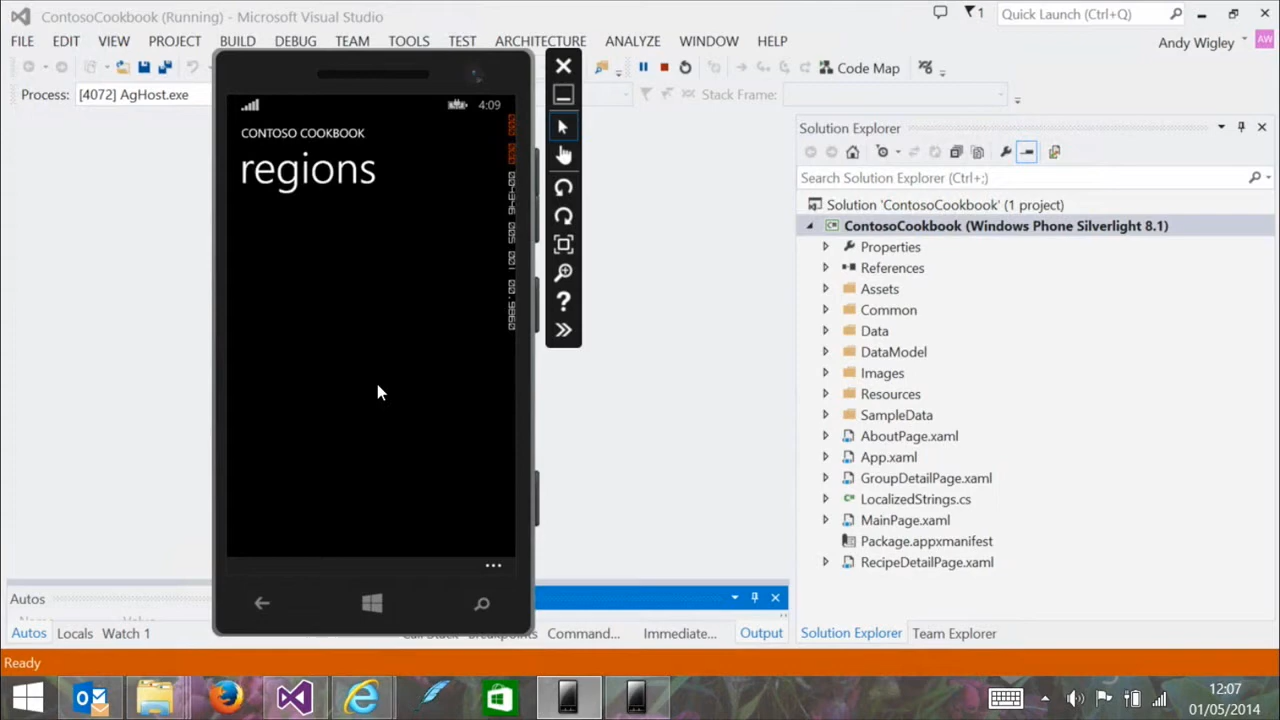 ContosoCookbook (Running) - Microsoft Visual Studio
1
Quick Launch (Ctrl+Q)
FILE EDIT VIEW PROJECT BUILD DEBUG TEAM TOOLS TEST ARCHITECTURE ANALYZE WINDOW HELP
Andy Wigley
AW
Code Map
Process: [4072] AgHost.exe
Stack Frame:
4:09
CONTOSO COOKBOOK
regions
Solution Explorer
Search Solution Explorer (Ctrl+;)
Solution 'ContosoCookbook' (1 project)
ContosoCookbook (Windows Phone Silverlight 8.1)
Properties
References
Assets
Common
Data
DataModel
Images
Resources
SampleData
AboutPage.xaml
App.xaml
GroupDetailPage.xaml
LocalizedStrings.cs
MainPage.xaml
Package.appxmanifest
RecipeDetailPage.xaml
Autos
Autos Locals Watch 1
Command... Immediate... Output
Solution Explorer Team Explorer
Ready
12:07
01/05/2014